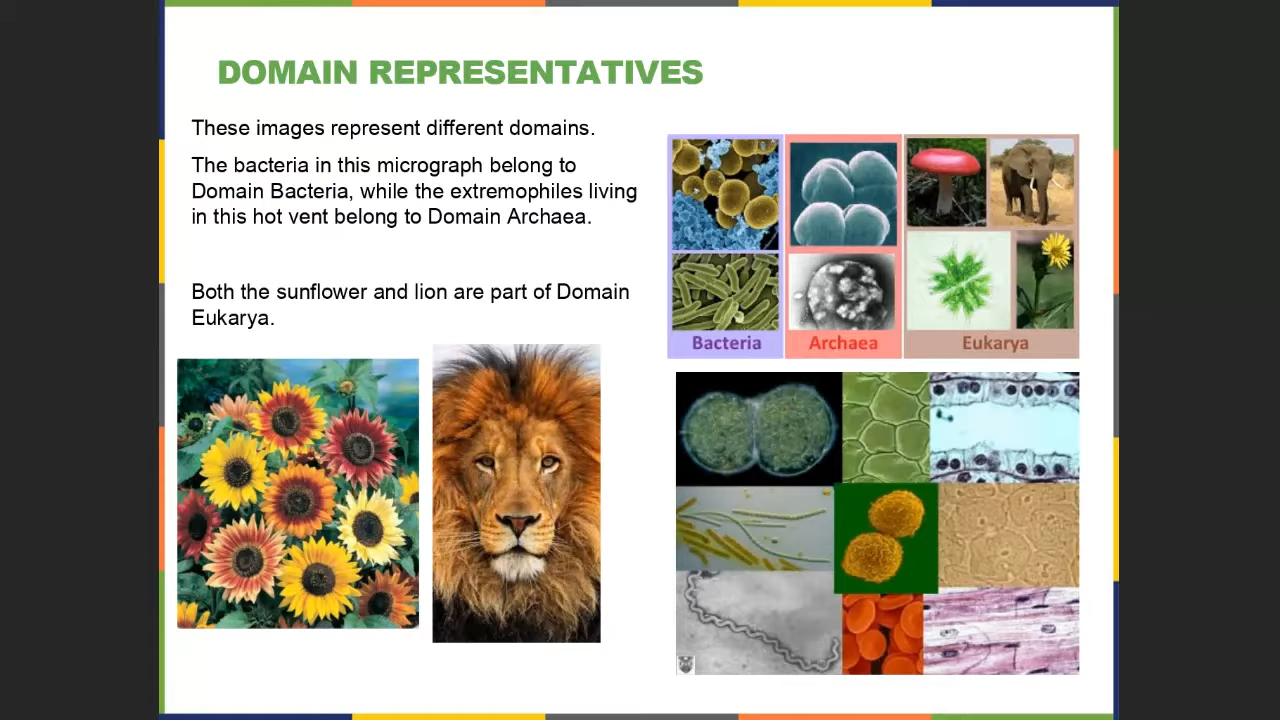 DOMAIN REPRESENTATIVES
These images represent different domains.
The bacteria in this micrograph belong to
Domain Bacteria, while the extremophiles living
in this hot vent belong to Domain Archaea.
Both the sunflower and lion are part of Domain
Eukarya.
Bacteria
Archaea
Eukarya